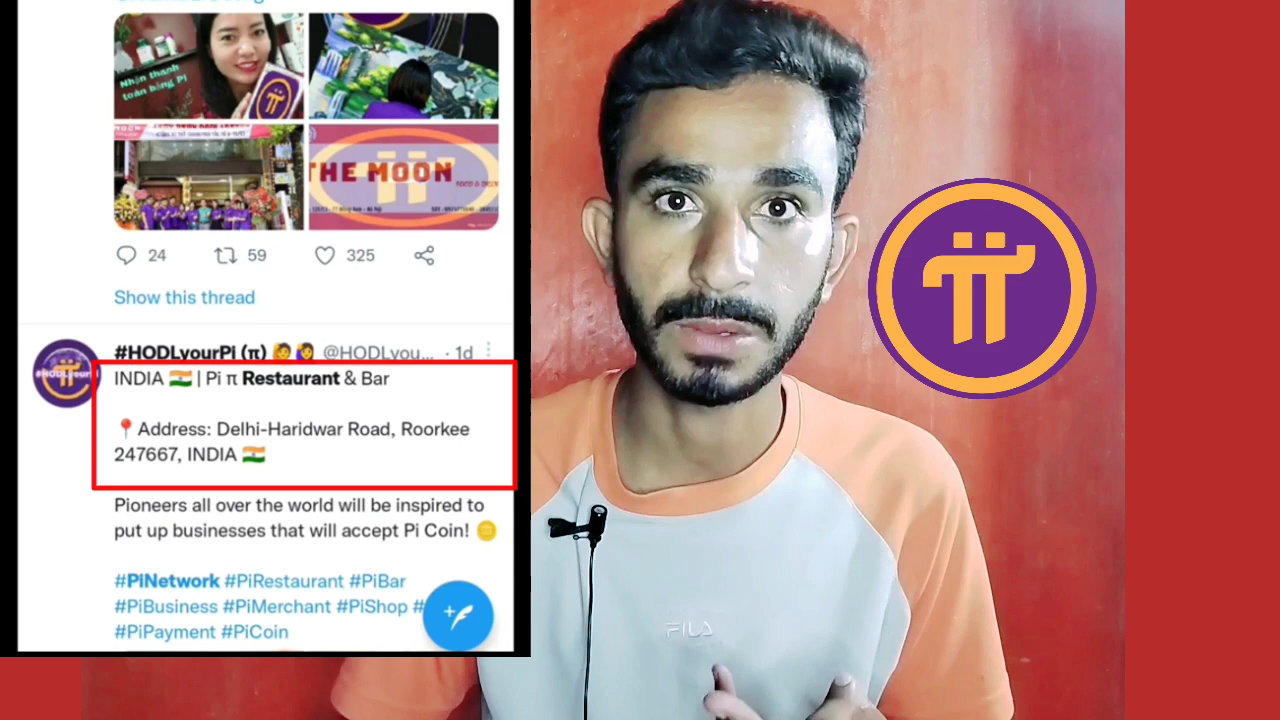 Nhận thanh
toán bằng Pi
THE MOON
24 59 325
Show this thread
#HODLyourPi (π) 🙋🙋‍♀️ @HODLyou... · 1d
INDIA 🇮🇳 | Pi π Restaurant & Bar
📍Address: Delhi-Haridwar Road, Roorkee
247667, INDIA 🇮🇳
Pioneers all over the world will be inspired to
put up businesses that will accept Pi Coin! 🪙
#PiNetwork #PiRestaurant #PiBar
#PiBusiness #PiMerchant #PiShop #
#PiPayment #PiCoin
FILA